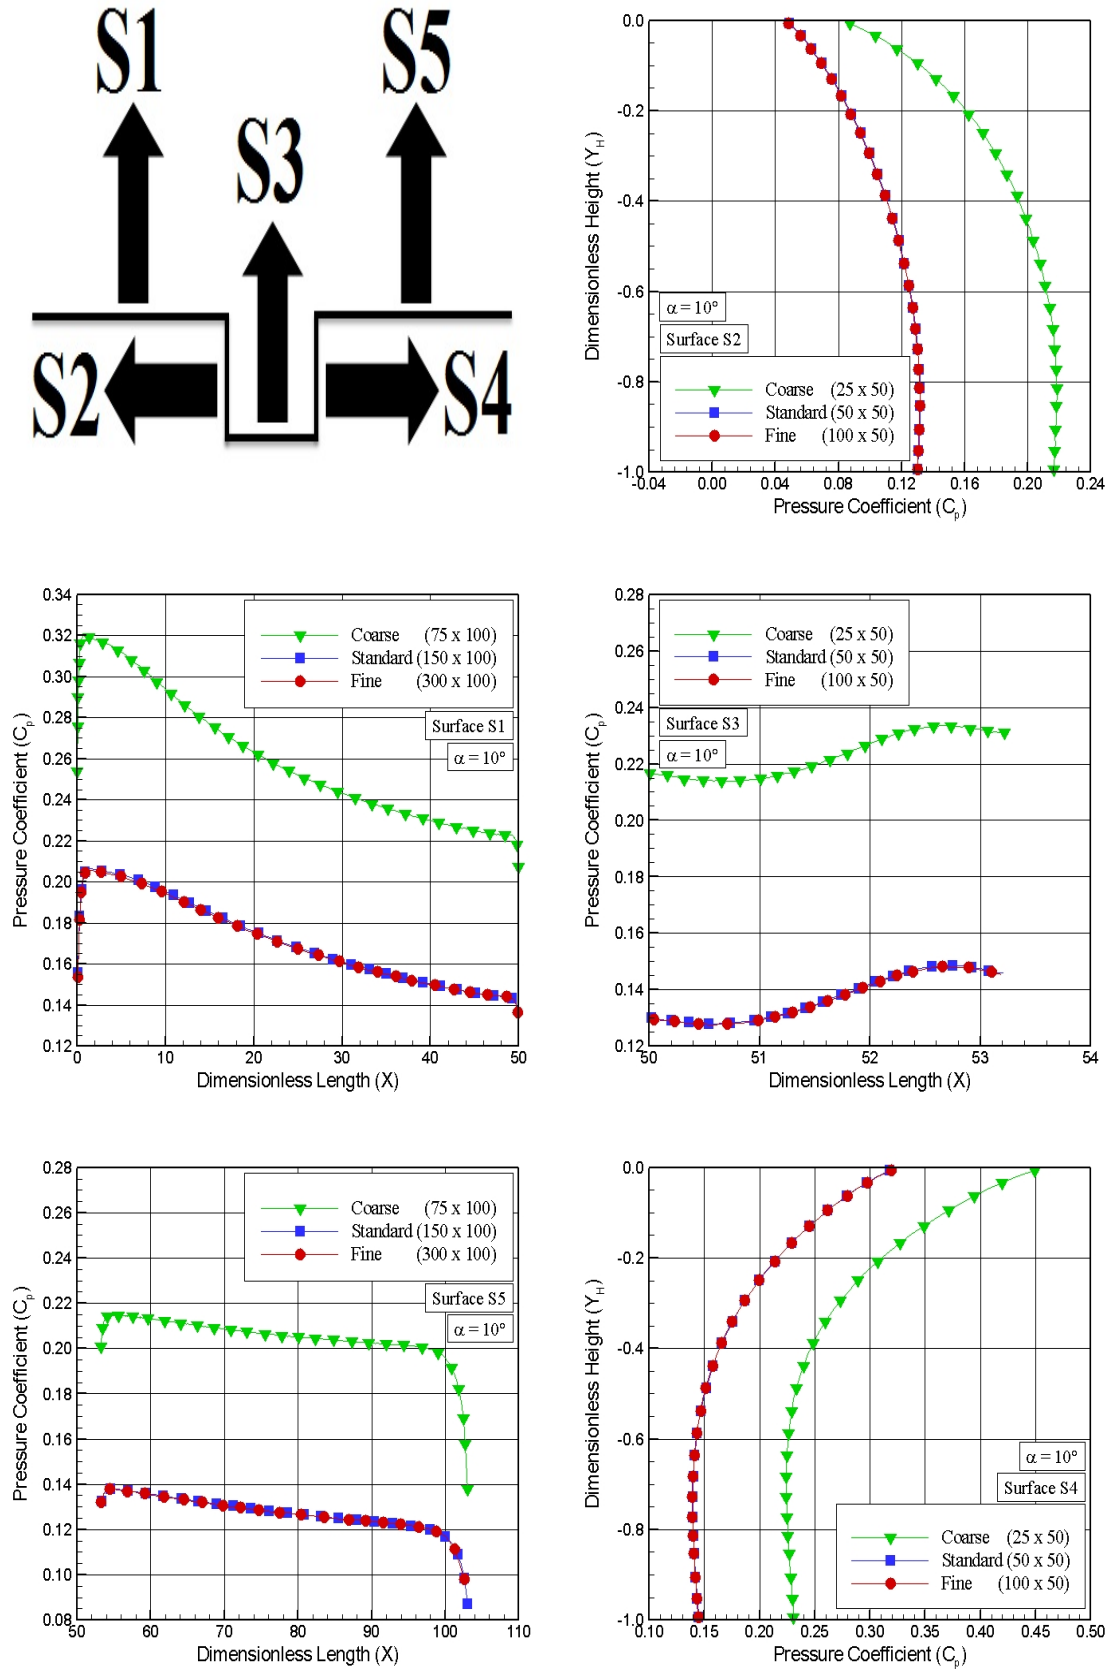 S1
S5
S3
S2
S4
0.0
-0.2
-0.4
-0.6
-0.8
-1.0
Dimensionless Height (Y_H)
α = 10°
Surface S2
Coarse (25 x 50)
Standard (50 x 50)
Fine (100 x 50)
-0.04 0.00 0.04 0.08 0.12 0.16 0.20 0.24
Pressure Coefficient (C_p)
0.34
0.32
0.30
0.28
0.26
0.24
0.22
0.20
0.18
0.16
0.14
0.12
Pressure Coefficient (C_p)
Coarse (75 x 100)
Standard (150 x 100)
Fine (300 x 100)
Surface S1
α = 10°
0 10 20 30 40 50
Dimensionless Length (X)
0.28
0.26
0.24
0.22
0.20
0.18
0.16
0.14
0.12
Pressure Coefficient (C_p)
Coarse (25 x 50)
Standard (50 x 50)
Fine (100 x 50)
Surface S3
α = 10°
50 51 52 53 54
Dimensionless Length (X)
0.28
0.26
0.24
0.22
0.20
0.18
0.16
0.14
0.12
0.10
0.08
Pressure Coefficient (C_p)
Coarse (75 x 100)
Standard (150 x 100)
Fine (300 x 100)
Surface S5
α = 10°
50 60 70 80 90 100 110
Dimensionless Length (X)
0.0
-0.2
-0.4
-0.6
-0.8
-1.0
Dimensionless Height (Y_H)
α = 10°
Surface S4
Coarse (25 x 50)
Standard (50 x 50)
Fine (100 x 50)
0.10 0.15 0.20 0.25 0.30 0.35 0.40 0.45 0.50
Pressure Coefficient (C_p)